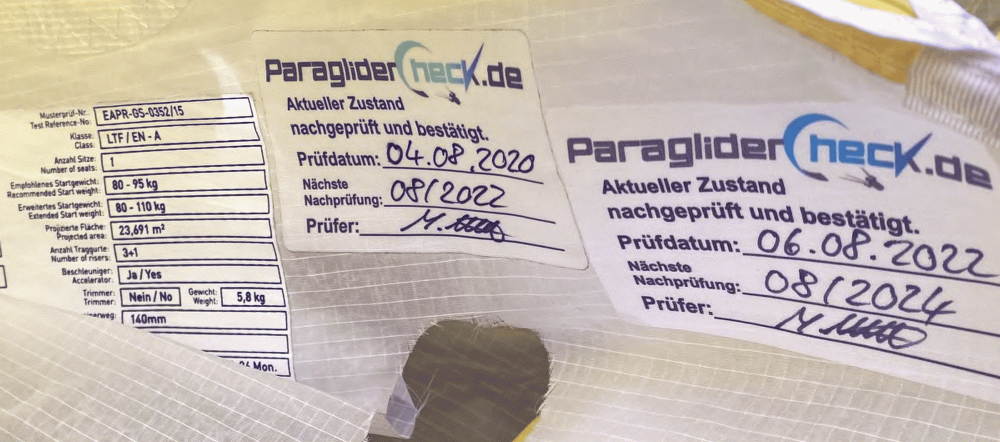 Musterprüf-Nr.: EAPR-GS-0352/15
Test Reference-No:
Klasse: LTF / EN - A
Class:
Anzahl Sitze: 1
Number of seats:
Empfohlenes Startgewicht: 80 - 95 kg
Recommended Start weight:
Erweitertes Startgewicht: 80 - 110 kg
Extended Start weight:
Projizierte Fläche: 23,691 m²
Projected area:
Anzahl Traggurte: 3+1
Number of risers:
Beschleuniger: Ja / Yes
Accelerator:
Trimmer: Nein / No Gewicht: 5,8 kg
Trimmer: Weight:
140mm
Mon.
ParagliderCheck.de
Aktueller Zustand
nachgeprüft und bestätigt.
Prüfdatum: 04.08.2020
Nächste
Nachprüfung: 08/2022
Prüfer: M.
ParagliderCheck.de
Aktueller Zustand
nachgeprüft und bestätigt.
Prüfdatum: 06.08.2022
Nächste
Nachprüfung: 08/2024
Prüfer: M.